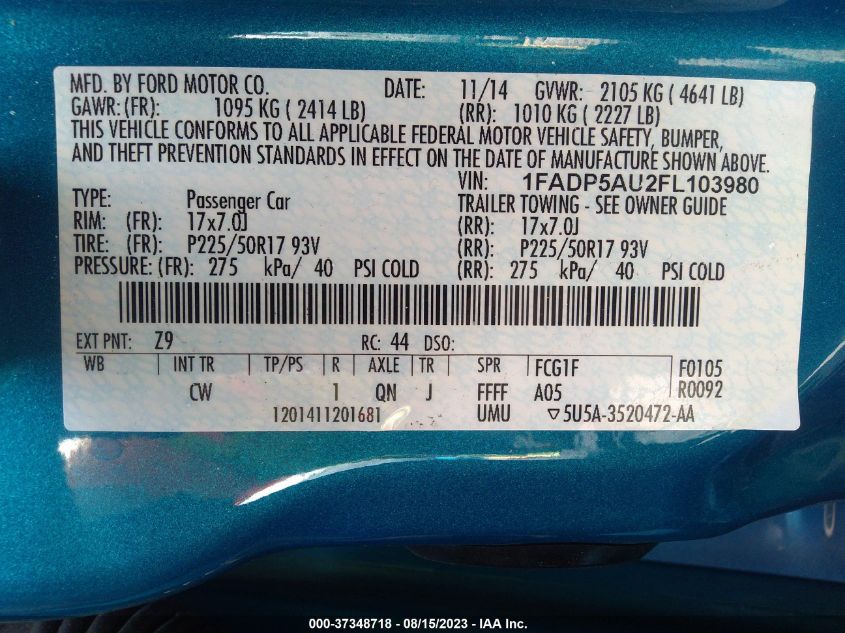 MFD. BY FORD MOTOR CO. DATE: 11/14 GVWR: 2105 KG ( 4641 LB)
GAWR: (FR): 1095 KG ( 2414 LB) (RR): 1010 KG ( 2227 LB)
THIS VEHICLE CONFORMS TO ALL APPLICABLE FEDERAL MOTOR VEHICLE SAFETY, BUMPER,
AND THEFT PREVENTION STANDARDS IN EFFECT ON THE DATE OF MANUFACTURE SHOWN ABOVE.
VIN: 1FADP5AU2FL103980
TYPE: Passenger Car TRAILER TOWING - SEE OWNER GUIDE
RIM: (FR): 17x7.0J (RR): 17x7.0J
TIRE: (FR): P225/50R17 93V (RR): P225/50R17 93V
PRESSURE: (FR): 275 kPa/ 40 PSI COLD (RR): 275 kPa/ 40 PSI COLD
EXT PNT: Z9 RC: 44 DSO:
WB INT TR TP/PS R AXLE TR SPR FCG1F F0105
CW 1 QN J FFFF A05 R0092
1201411201681 UMU ▽5U5A-3520472-AA
000-37348718 - 08/15/2023 - IAA Inc.